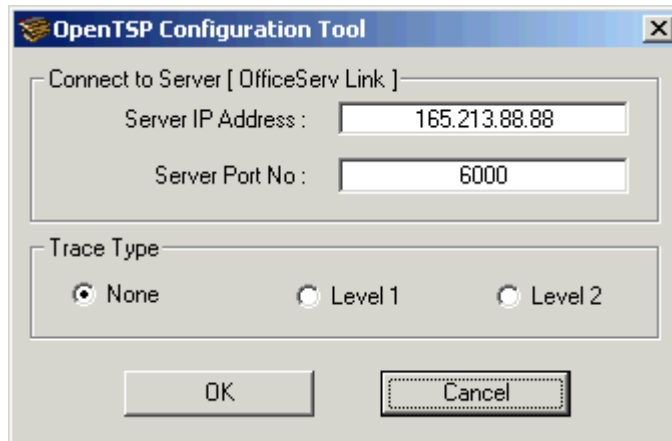 OpenTSP Configuration Tool
Connect to Server [ OfficeServ Link ]
Server IP Address : 165.213.88.88
Server Port No : 6000
Trace Type
None Level 1 Level 2
OK Cancel